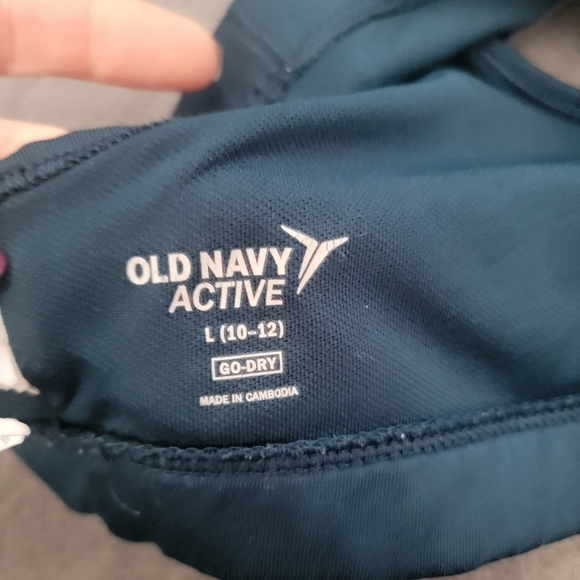 OLD NAVY
ACTIVE
L (10-12)
GO-DRY
MADE IN CAMBODIA